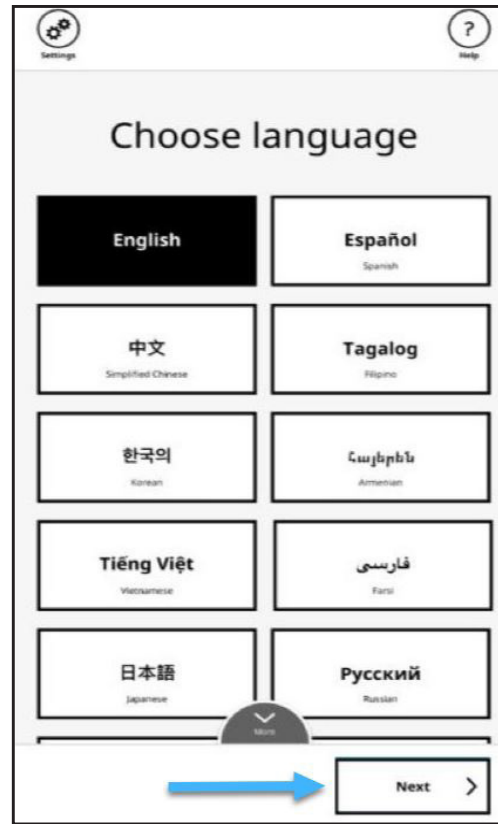 Settings
?
Help
Choose language
English
Español
Spanish
中文
Simplified Chinese
Tagalog
Filipino
한국의
Korean
Հայերեն
Armenian
Tiếng Việt
Vietnamese
فارسی
Farsi
日本語
Japanese
Русский
Russian
More
Next